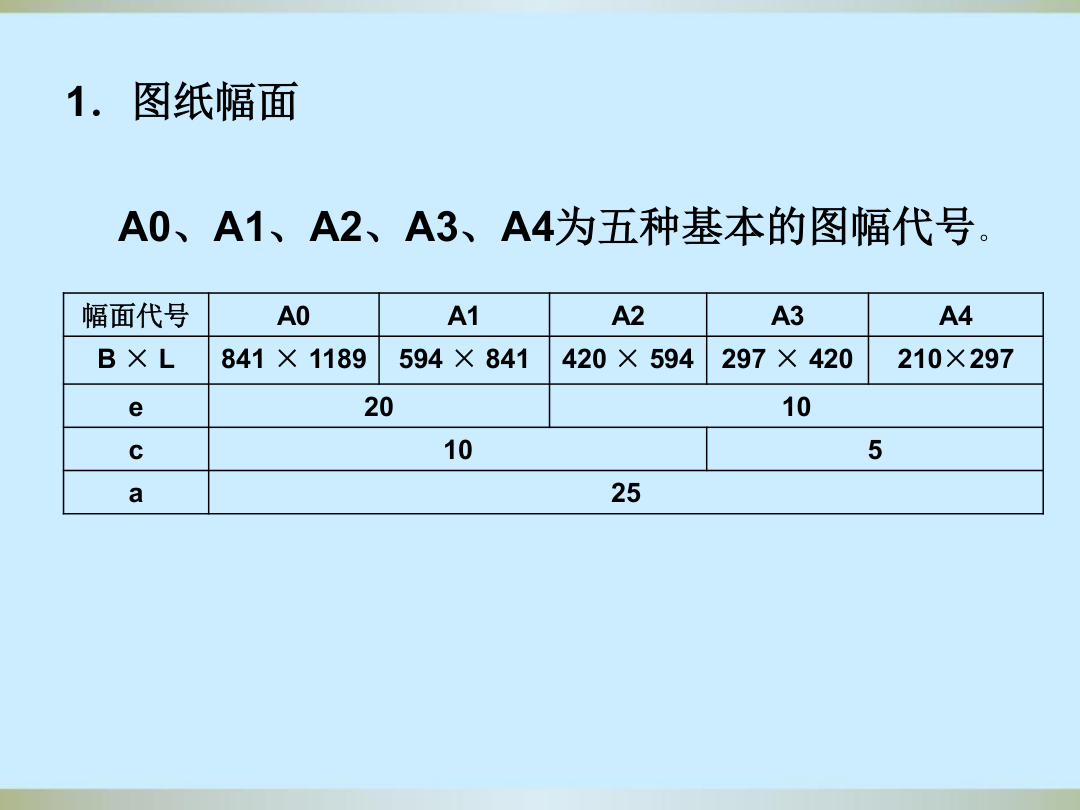 1．图纸幅面
A0、A1、A2、A3、A4为五种基本的图幅代号。
幅面代号 A0 A1 A2 A3 A4
B × L 841 × 1189 594 × 841 420 × 594 297 × 420 210×297
e 20 10
c 10 5
a 25